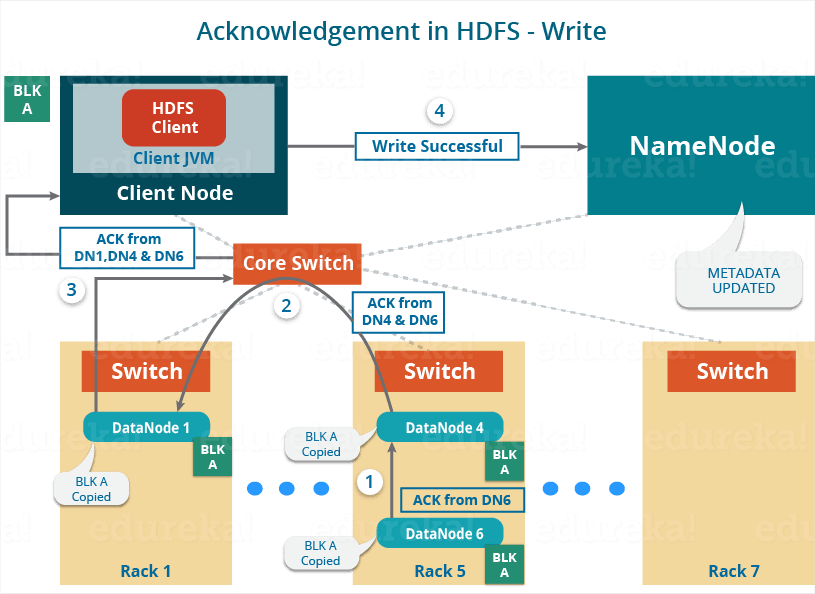 Acknowledgement in HDFS - Write
BLK
A
HDFS
Client
Client JVM
Client Node
4
Write Successful
NameNode
METADATA
UPDATED
ACK from
DN1,DN4 & DN6
Core Switch
3
2
ACK from
DN4 & DN6
Switch
DataNode 1
BLK
A
BLK A
Copied
Rack 1
Switch
DataNode 4
BLK A
Copied
BLK
A
1
ACK from DN6
DataNode 6
BLK A
Copied
BLK
A
Rack 5
Switch
Rack 7
edureka!